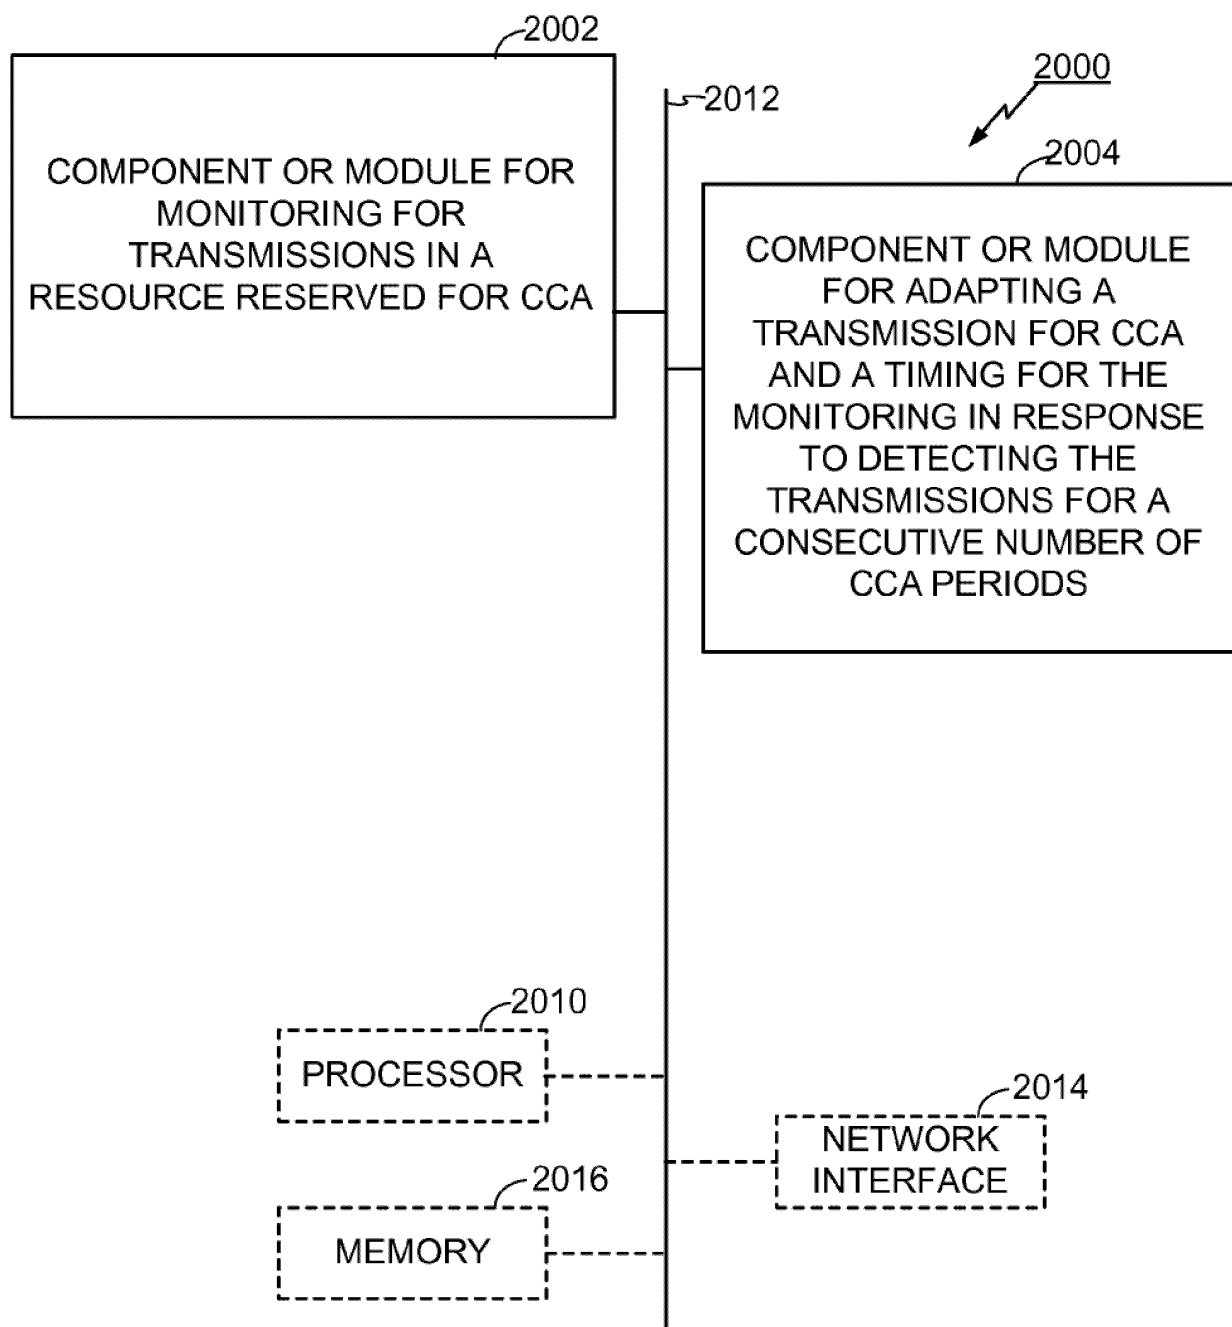 2002
COMPONENT OR MODULE FOR
MONITORING FOR
TRANSMISSIONS IN A
RESOURCE RESERVED FOR CCA
2012
2000
2004
COMPONENT OR MODULE
FOR ADAPTING A
TRANSMISSION FOR CCA
AND A TIMING FOR THE
MONITORING IN RESPONSE
TO DETECTING THE
TRANSMISSIONS FOR A
CONSECUTIVE NUMBER OF
CCA PERIODS
2010
PROCESSOR
2014
NETWORK
INTERFACE
2016
MEMORY